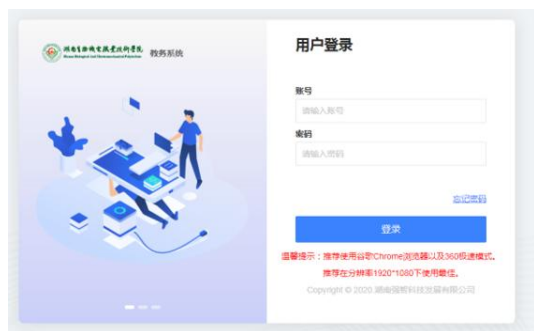 湖南生物机电职业技术学院 教务系统
用户登录
账号
请输入账号
密码
请输入密码
忘记密码
登录
温馨提示：推荐使用谷歌Chrome浏览器以及360极速模式，
推荐在分辨率1920*1080下使用最佳。
Copyright © 2020 湖南强智科技发展有限公司